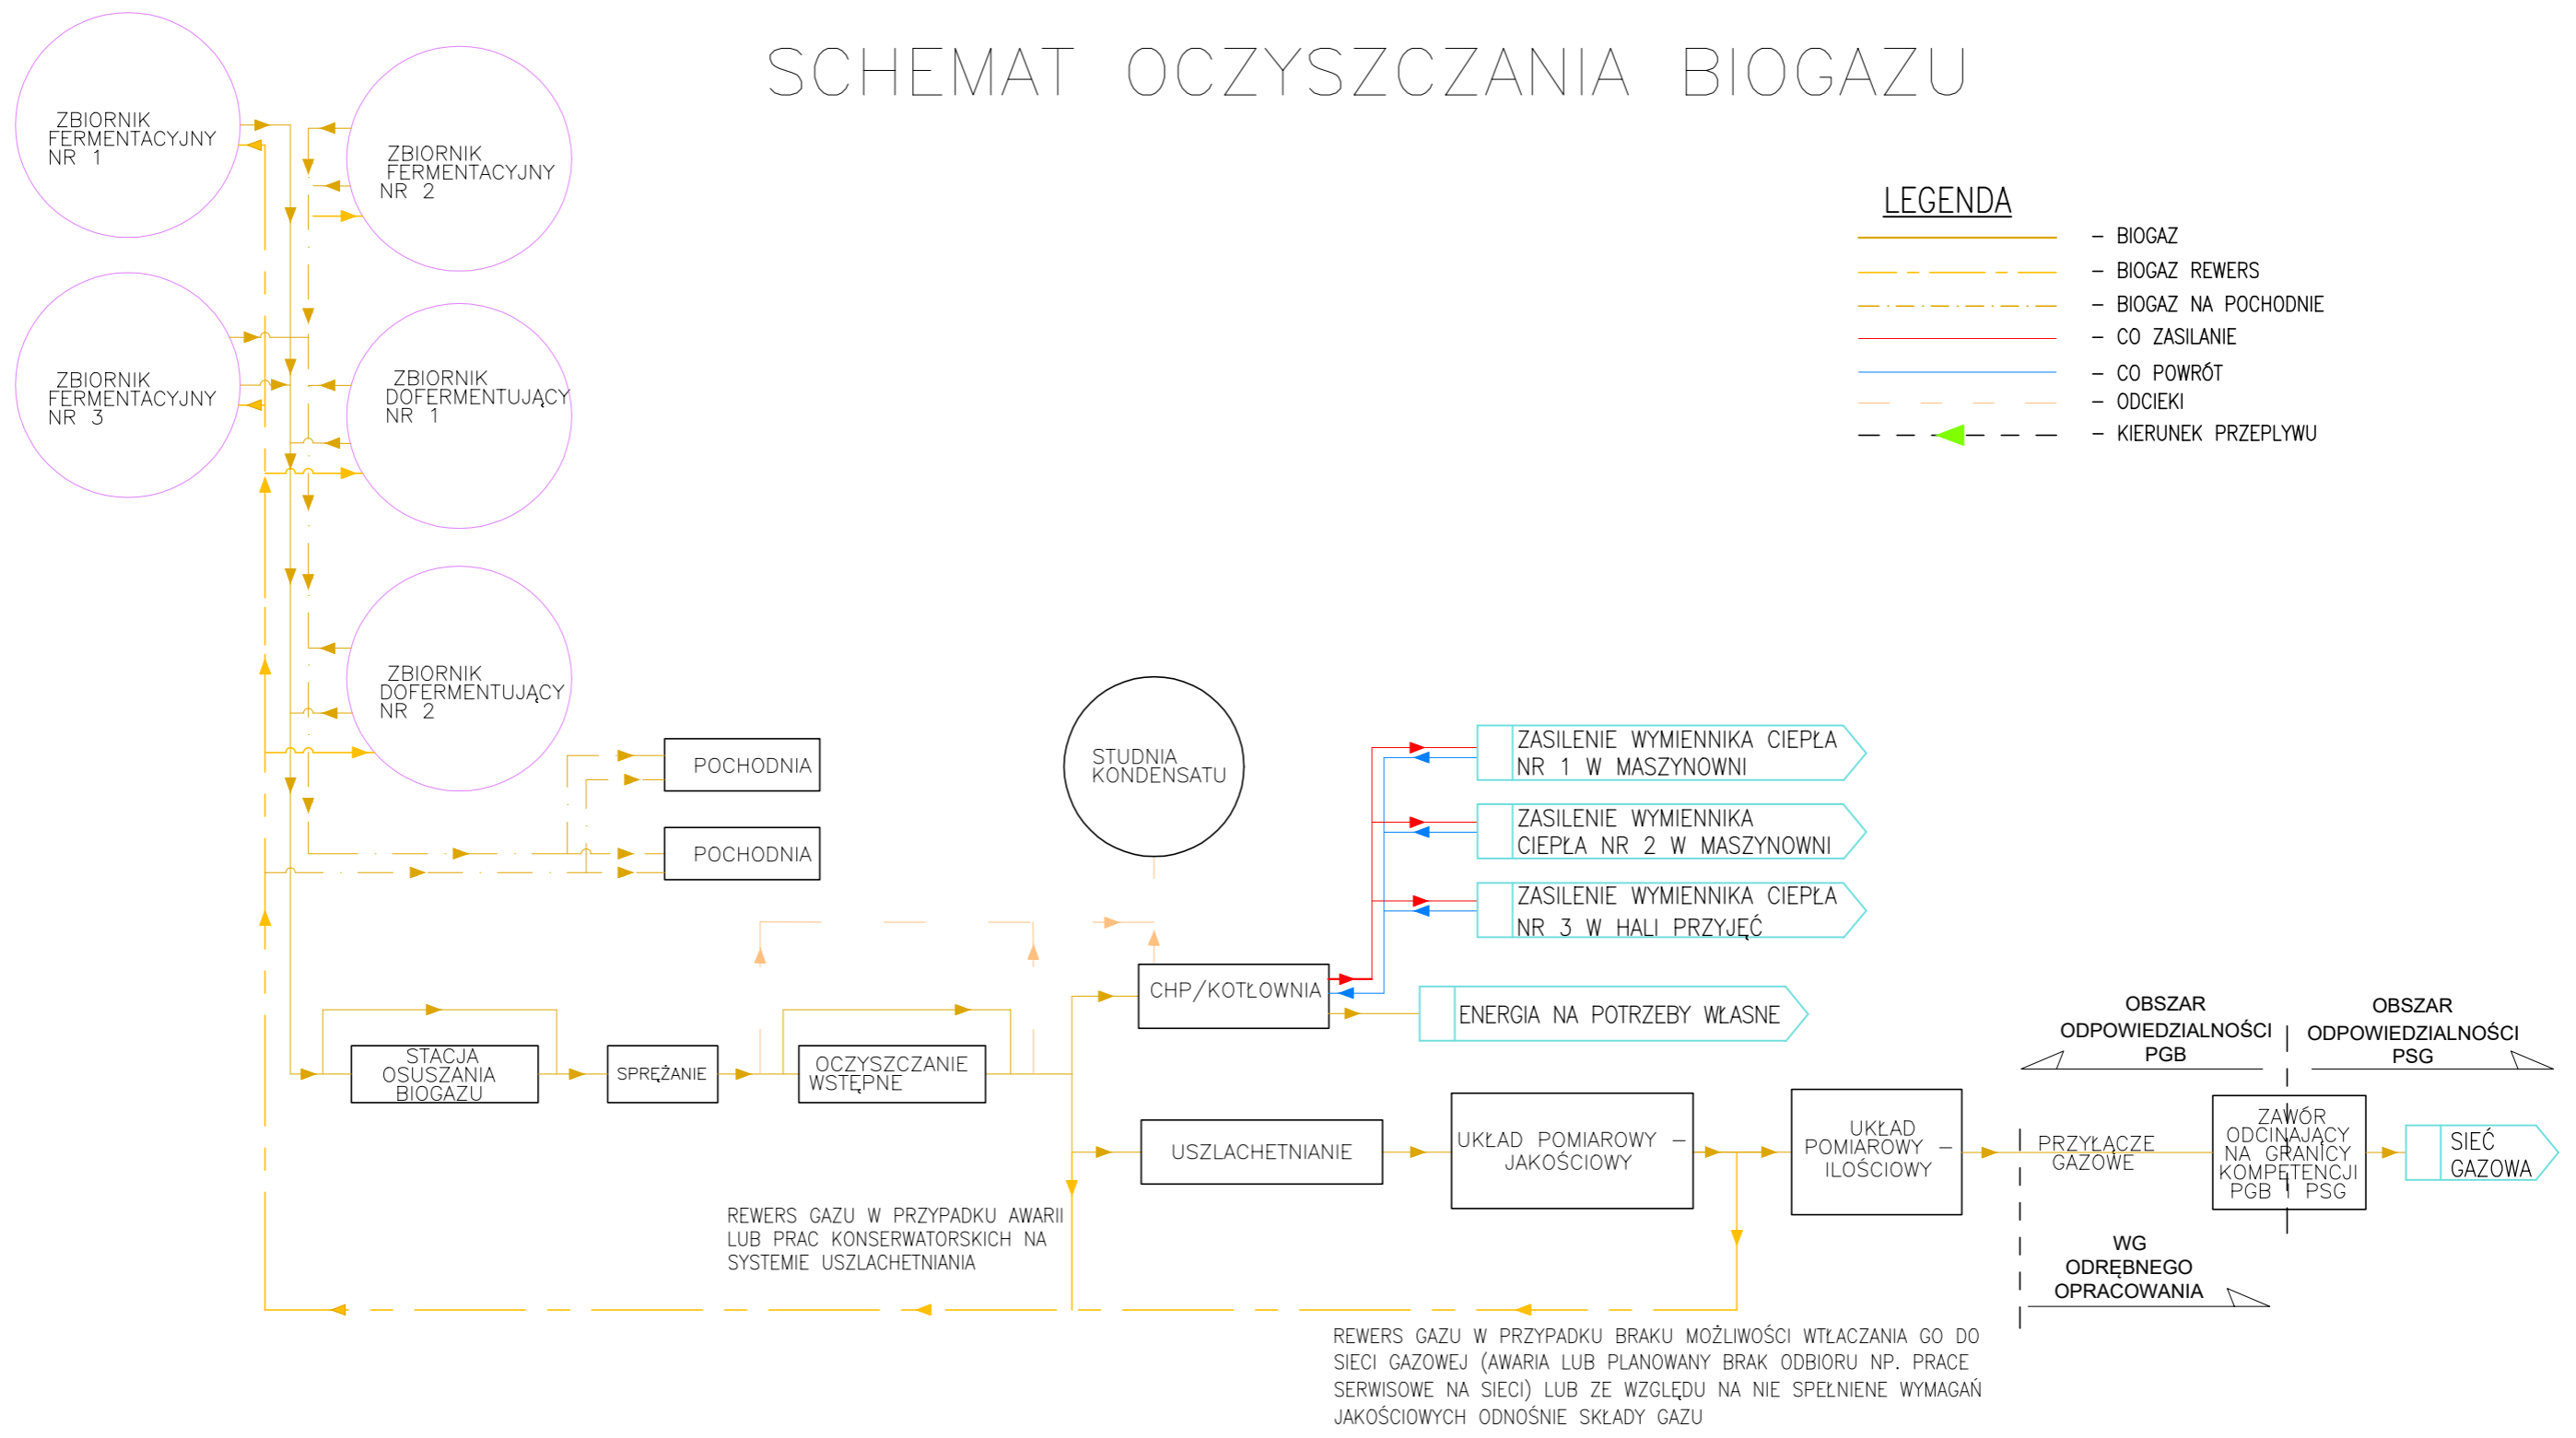 SCHEMAT OCZYSZCZANIA BIOGAZU
ZBIORNIK
FERMENTACYJNY
NR 1
ZBIORNIK
FERMENTACYJNY
NR 2
ZBIORNIK
FERMENTACYJNY
NR 3
ZBIORNIK
DOFERMENTUJĄCY
NR 1
ZBIORNIK
DOFERMENTUJĄCY
NR 2
LEGENDA
– BIOGAZ
– BIOGAZ REWERS
– BIOGAZ NA POCHODNIE
– CO ZASILANIE
– CO POWRÓT
– ODCIEKI
– KIERUNEK PRZEPLYWU
POCHODNIA
POCHODNIA
STUDNIA
KONDENSATU
ZASILENIE WYMIENNIKA CIEPŁA
NR 1 W MASZYNOWNI
ZASILENIE WYMIENNIKA
CIEPŁA NR 2 W MASZYNOWNI
ZASILENIE WYMIENNIKA CIEPŁA
NR 3 W HALI PRZYJĘĆ
CHP/KOTŁOWNIA
ENERGIA NA POTRZEBY WŁASNE
STACJA
OSUSZANIA
BIOGAZU
SPRĘŻANIE
OCZYSZCZANIE
WSTĘPNE
USZLACHETNIANIE
UKŁAD POMIAROWY –
JAKOŚCIOWY
UKŁAD
POMIAROWY –
ILOŚCIOWY
OBSZAR
ODPOWIEDZIALNOŚCI
PGB
OBSZAR
ODPOWIEDZIALNOŚCI
PSG
PRZYŁĄCZE
GAZOWE
ZAWÓR
ODCINAJĄCY
NA GRANICY
KOMPETENCJI
PGB I PSG
SIEĆ
GAZOWA
WG
ODRĘBNEGO
OPRACOWANIA
REWERS GAZU W PRZYPADKU AWARII
LUB PRAC KONSERWATORSKICH NA
SYSTEMIE USZLACHETNIANIA
REWERS GAZU W PRZYPADKU BRAKU MOŻLIWOŚCI WTŁACZANIA GO DO
SIECI GAZOWEJ (AWARIA LUB PLANOWANY BRAK ODBIORU NP. PRACE
SERWISOWE NA SIECI) LUB ZE WZGLĘDU NA NIE SPEŁNIENE WYMAGAŃ
JAKOŚCIOWYCH ODNOŚNIE SKŁADY GAZU